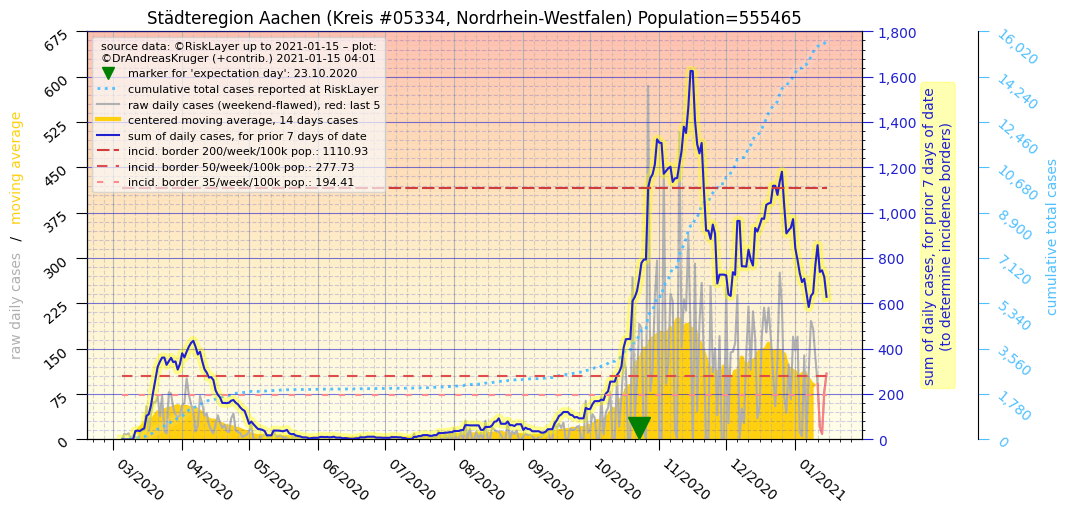 Städteregion Aachen (Kreis #05334, Nordrhein-Westfalen) Population=555465
source data: ©RiskLayer up to 2021-01-15 – plot:
©DrAndreasKruger (+contrib.) 2021-01-15 04:01
marker for 'expectation day': 23.10.2020
cumulative total cases reported at RiskLayer
raw daily cases (weekend-flawed), red: last 5
centered moving average, 14 days cases
sum of daily cases, for prior 7 days of date
incid. border 200/week/100k pop.: 1110.93
incid. border 50/week/100k pop.: 277.73
incid. border 35/week/100k pop.: 194.41
raw daily cases / moving average
675
600
525
450
375
300
225
150
75
0
03/2020
04/2020
05/2020
06/2020
07/2020
08/2020
09/2020
10/2020
11/2020
12/2020
01/2021
1,800
1,600
1,400
1,200
1,000
800
600
400
200
0
sum of daily cases, for prior 7 days of date
(to determine incidence borders)
16,020
14,240
12,460
10,680
8,900
7,120
5,340
3,560
1,780
0
cumulative total cases